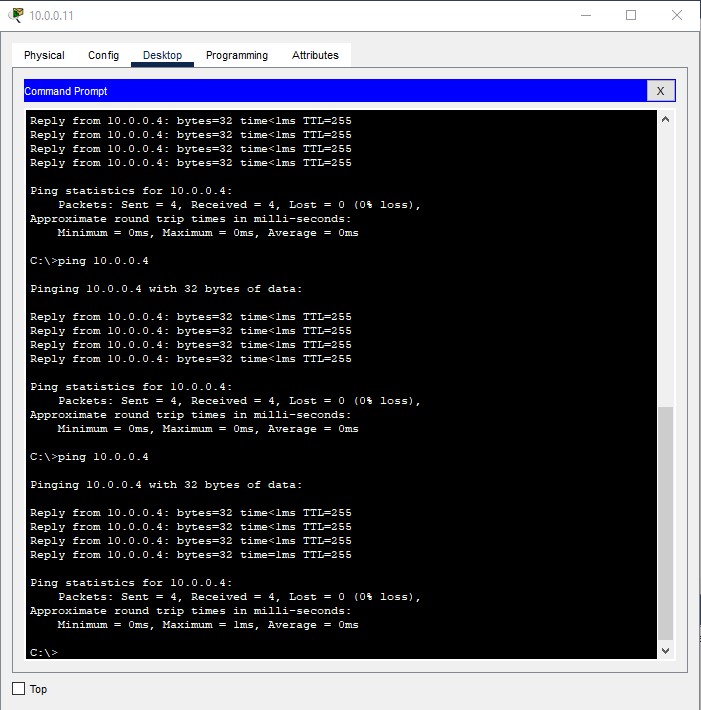 10.0.0.11
Physical Config Desktop Programming Attributes
Command Prompt X
Reply from 10.0.0.4: bytes=32 time<1ms TTL=255
Reply from 10.0.0.4: bytes=32 time<1ms TTL=255
Reply from 10.0.0.4: bytes=32 time<1ms TTL=255
Reply from 10.0.0.4: bytes=32 time<1ms TTL=255
Ping statistics for 10.0.0.4:
Packets: Sent = 4, Received = 4, Lost = 0 (0% loss),
Approximate round trip times in milli-seconds:
Minimum = 0ms, Maximum = 0ms, Average = 0ms
C:\>ping 10.0.0.4
Pinging 10.0.0.4 with 32 bytes of data:
Reply from 10.0.0.4: bytes=32 time<1ms TTL=255
Reply from 10.0.0.4: bytes=32 time<1ms TTL=255
Reply from 10.0.0.4: bytes=32 time<1ms TTL=255
Reply from 10.0.0.4: bytes=32 time<1ms TTL=255
Ping statistics for 10.0.0.4:
Packets: Sent = 4, Received = 4, Lost = 0 (0% loss),
Approximate round trip times in milli-seconds:
Minimum = 0ms, Maximum = 0ms, Average = 0ms
C:\>ping 10.0.0.4
Pinging 10.0.0.4 with 32 bytes of data:
Reply from 10.0.0.4: bytes=32 time<1ms TTL=255
Reply from 10.0.0.4: bytes=32 time<1ms TTL=255
Reply from 10.0.0.4: bytes=32 time<1ms TTL=255
Reply from 10.0.0.4: bytes=32 time=1ms TTL=255
Ping statistics for 10.0.0.4:
Packets: Sent = 4, Received = 4, Lost = 0 (0% loss),
Approximate round trip times in milli-seconds:
Minimum = 0ms, Maximum = 1ms, Average = 0ms
C:\>
Top